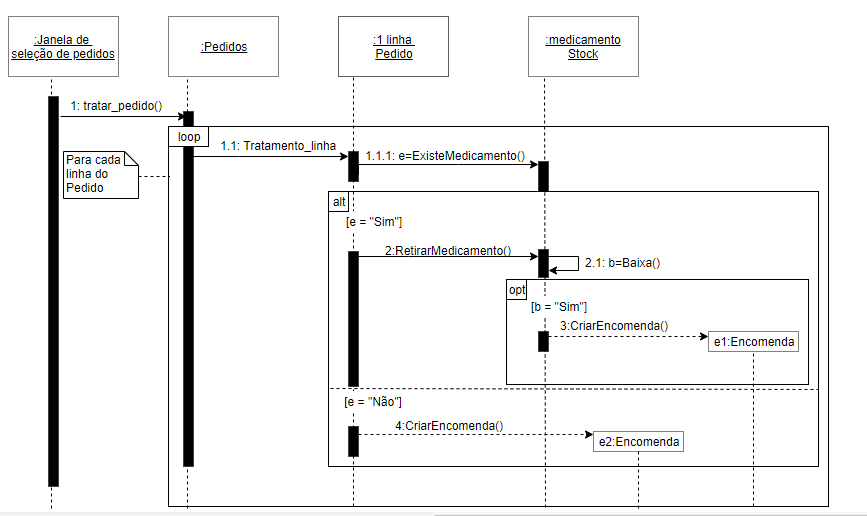 :Janela de
seleção de pedidos
:Pedidos
:1 linha
Pedido
:medicamento
Stock
1: tratar_pedido()
loop
1.1: Tratamento_linha
1.1.1: e=ExisteMedicamento()
Para cada
linha do
Pedido
alt
[e = "Sim"]
2:RetirarMedicamento()
2.1: b=Baixa()
opt
[b = "Sim"]
3:CriarEncomenda()
e1:Encomenda
[e = "Não"]
4:CriarEncomenda()
e2:Encomenda